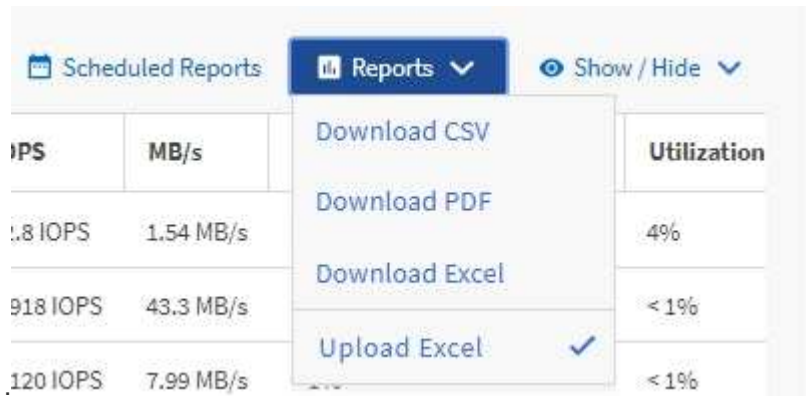 Scheduled Reports Reports Show / Hide
MB/s Utilization
Download CSV
.8 IOPS 1.54 MB/s 4%
Download PDF
Download Excel
918 IOPS 43.3 MB/s < 1%
Upload Excel
120 IOPS 7.99 MB/s < 1%